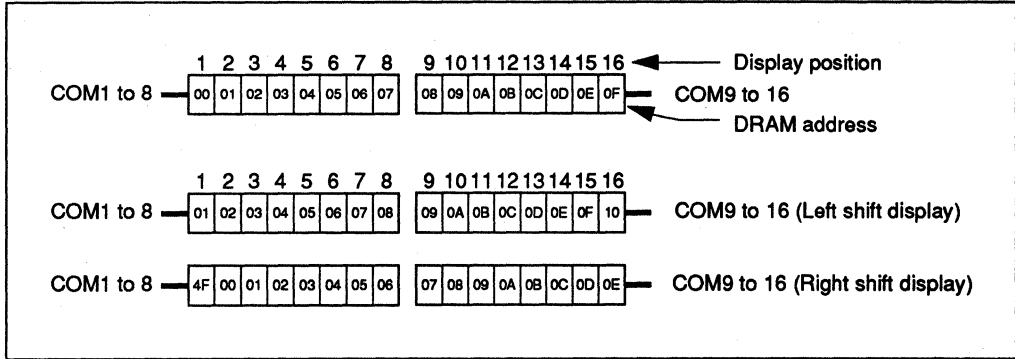 1 2 3 4 5 6 7 8 9 10 11 12 13 14 15 16 Display position
COM1 to 8 00 01 02 03 04 05 06 07 08 09 0A 0B 0C 0D 0E 0F COM9 to 16
DRAM address
1 2 3 4 5 6 7 8 9 10 11 12 13 14 15 16
COM1 to 8 01 02 03 04 05 06 07 08 09 0A 0B 0C 0D 0E 0F 10 COM9 to 16 (Left shift display)
COM1 to 8 4F 00 01 02 03 04 05 06 07 08 09 0A 0B 0C 0D 0E COM9 to 16 (Right shift display)